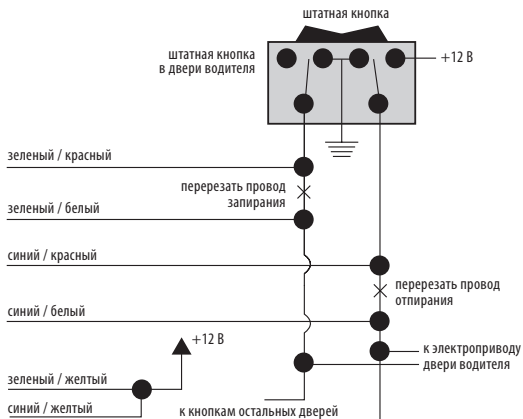 штатная кнопка
штатная кнопка
в двери водителя
+12 В
зеленый / красный
перерезать провод
запирания
зеленый / белый
синий / красный
перерезать провод
отпирания
синий / белый
+12 В
к электроприводу
двери водителя
зеленый / желтый
синий / желтый
к кнопкам остальных дверей